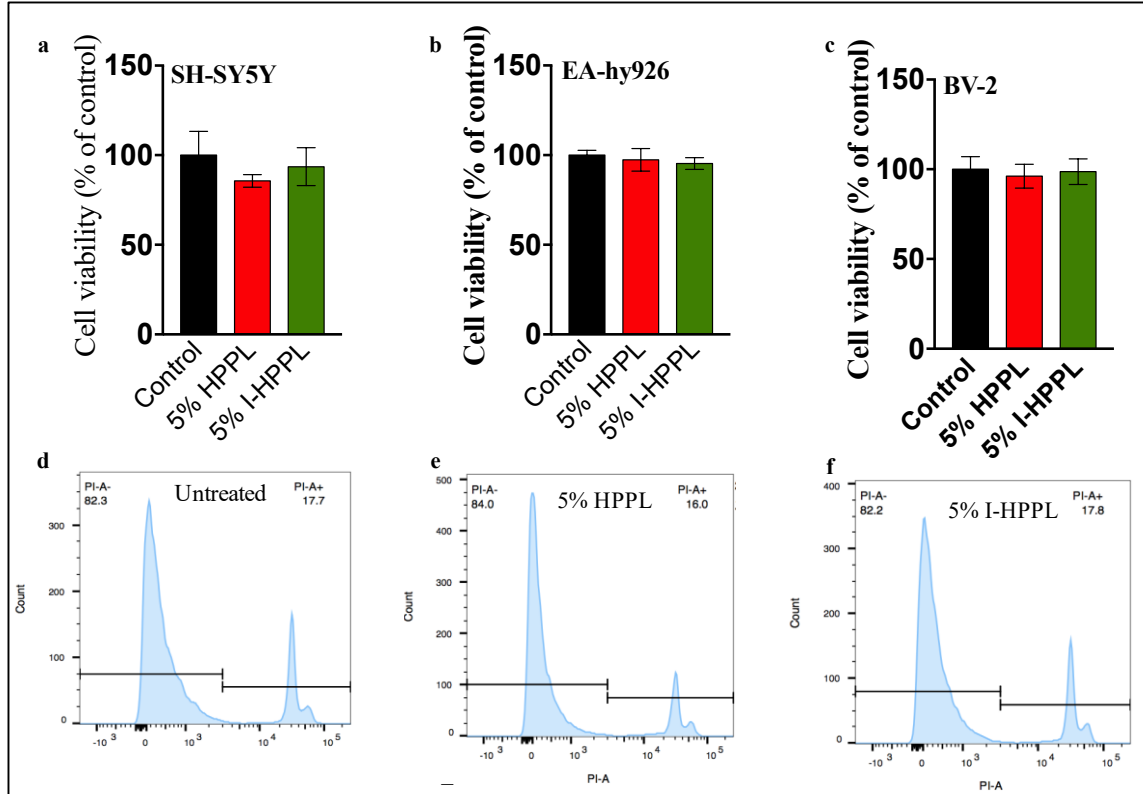 a
SH-SY5Y
Cell viability (% of control)
150
100
50
0
Control
5% HPPL
5% I-HPPL
b
EA-hy926
Cell viability (% of control)
150
100
50
0
Control
5% HPPL
5% I-HPPL
c
BV-2
Cell viability (% of control)
150
100
50
0
Control
5% HPPL
5% I-HPPL
d
PI-A-
82.3
Untreated
PI-A+
17.7
Count
300
200
100
0
-10 3
0
10 3
10 4
10 5
e
PI-A-
84.0
5% HPPL
PI-A+
16.0
Count
500
400
300
200
100
0
-10 3
0
10 3
10 4
10 5
PI-A
f
PI-A-
82.2
5% I-HPPL
PI-A+
17.8
Count
400
300
200
100
0
-10 3
0
10 3
10 4
10 5
PI-A